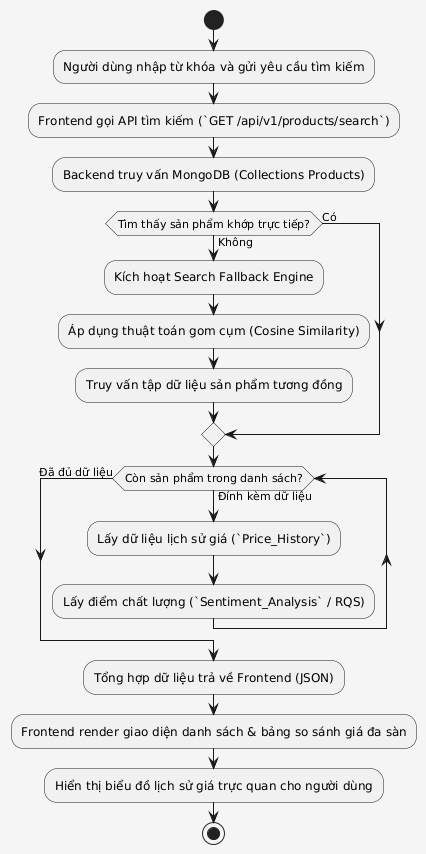 Người dùng nhập từ khóa và gửi yêu cầu tìm kiếm
Frontend gọi API tìm kiếm (`GET /api/v1/products/search`)
Backend truy vấn MongoDB (Collections Products)
Tìm thấy sản phẩm khớp trực tiếp?
Có
Không
Kích hoạt Search Fallback Engine
Áp dụng thuật toán gom cụm (Cosine Similarity)
Truy vấn tập dữ liệu sản phẩm tương đồng
Đã đủ dữ liệu
Còn sản phẩm trong danh sách?
Đính kèm dữ liệu
Lấy dữ liệu lịch sử giá (`Price_History`)
Lấy điểm chất lượng (`Sentiment_Analysis` / RQS)
Tổng hợp dữ liệu trả về Frontend (JSON)
Frontend render giao diện danh sách & bảng so sánh giá đa sàn
Hiển thị biểu đồ lịch sử giá trực quan cho người dùng